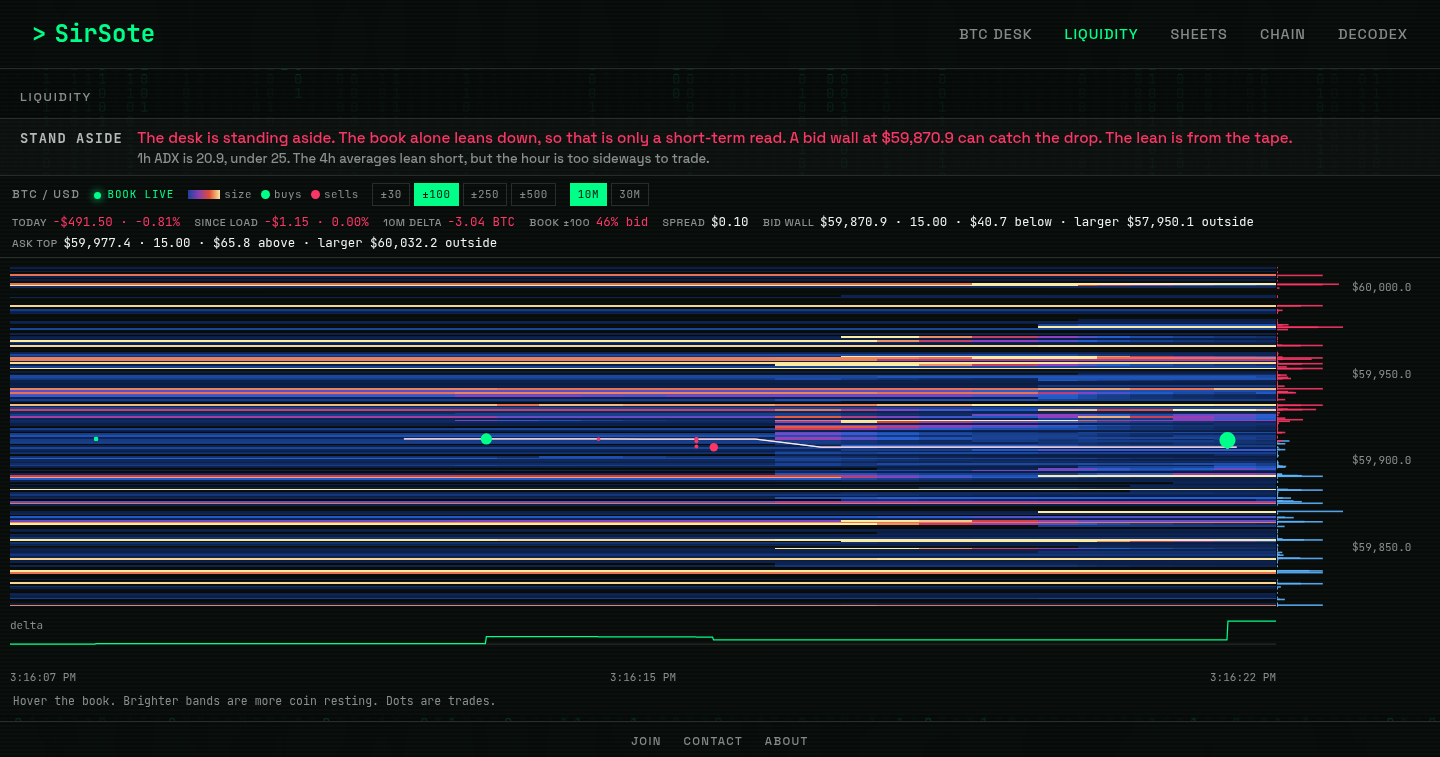 > SirSote
BTC DESK LIQUIDITY SHEETS CHAIN DECODEX
LIQUIDITY
STAND ASIDE The desk is standing aside. The book alone leans down, so that is only a short-term read. A bid wall at $59,870.9 can catch the drop. The lean is from the tape.
1h ADX is 20.9, under 25. The 4h averages lean short, but the hour is too sideways to trade.
BTC / USD BOOK LIVE size buys sells ±30 ±100 ±250 ±500 10M 30M
TODAY -$491.50 · -0.81% SINCE LOAD -$1.15 · 0.00% 10M DELTA -3.04 BTC BOOK ±100 46% bid SPREAD $0.10 BID WALL $59,870.9 · 15.00 · $40.7 below · larger $57,950.1 outside
ASK TOP $59,977.4 · 15.00 · $65.8 above · larger $60,032.2 outside
$60,000.0
$59,950.0
$59,900.0
$59,850.0
delta
3:16:07 PM 3:16:15 PM 3:16:22 PM
Hover the book. Brighter bands are more coin resting. Dots are trades.
JOIN CONTACT ABOUT